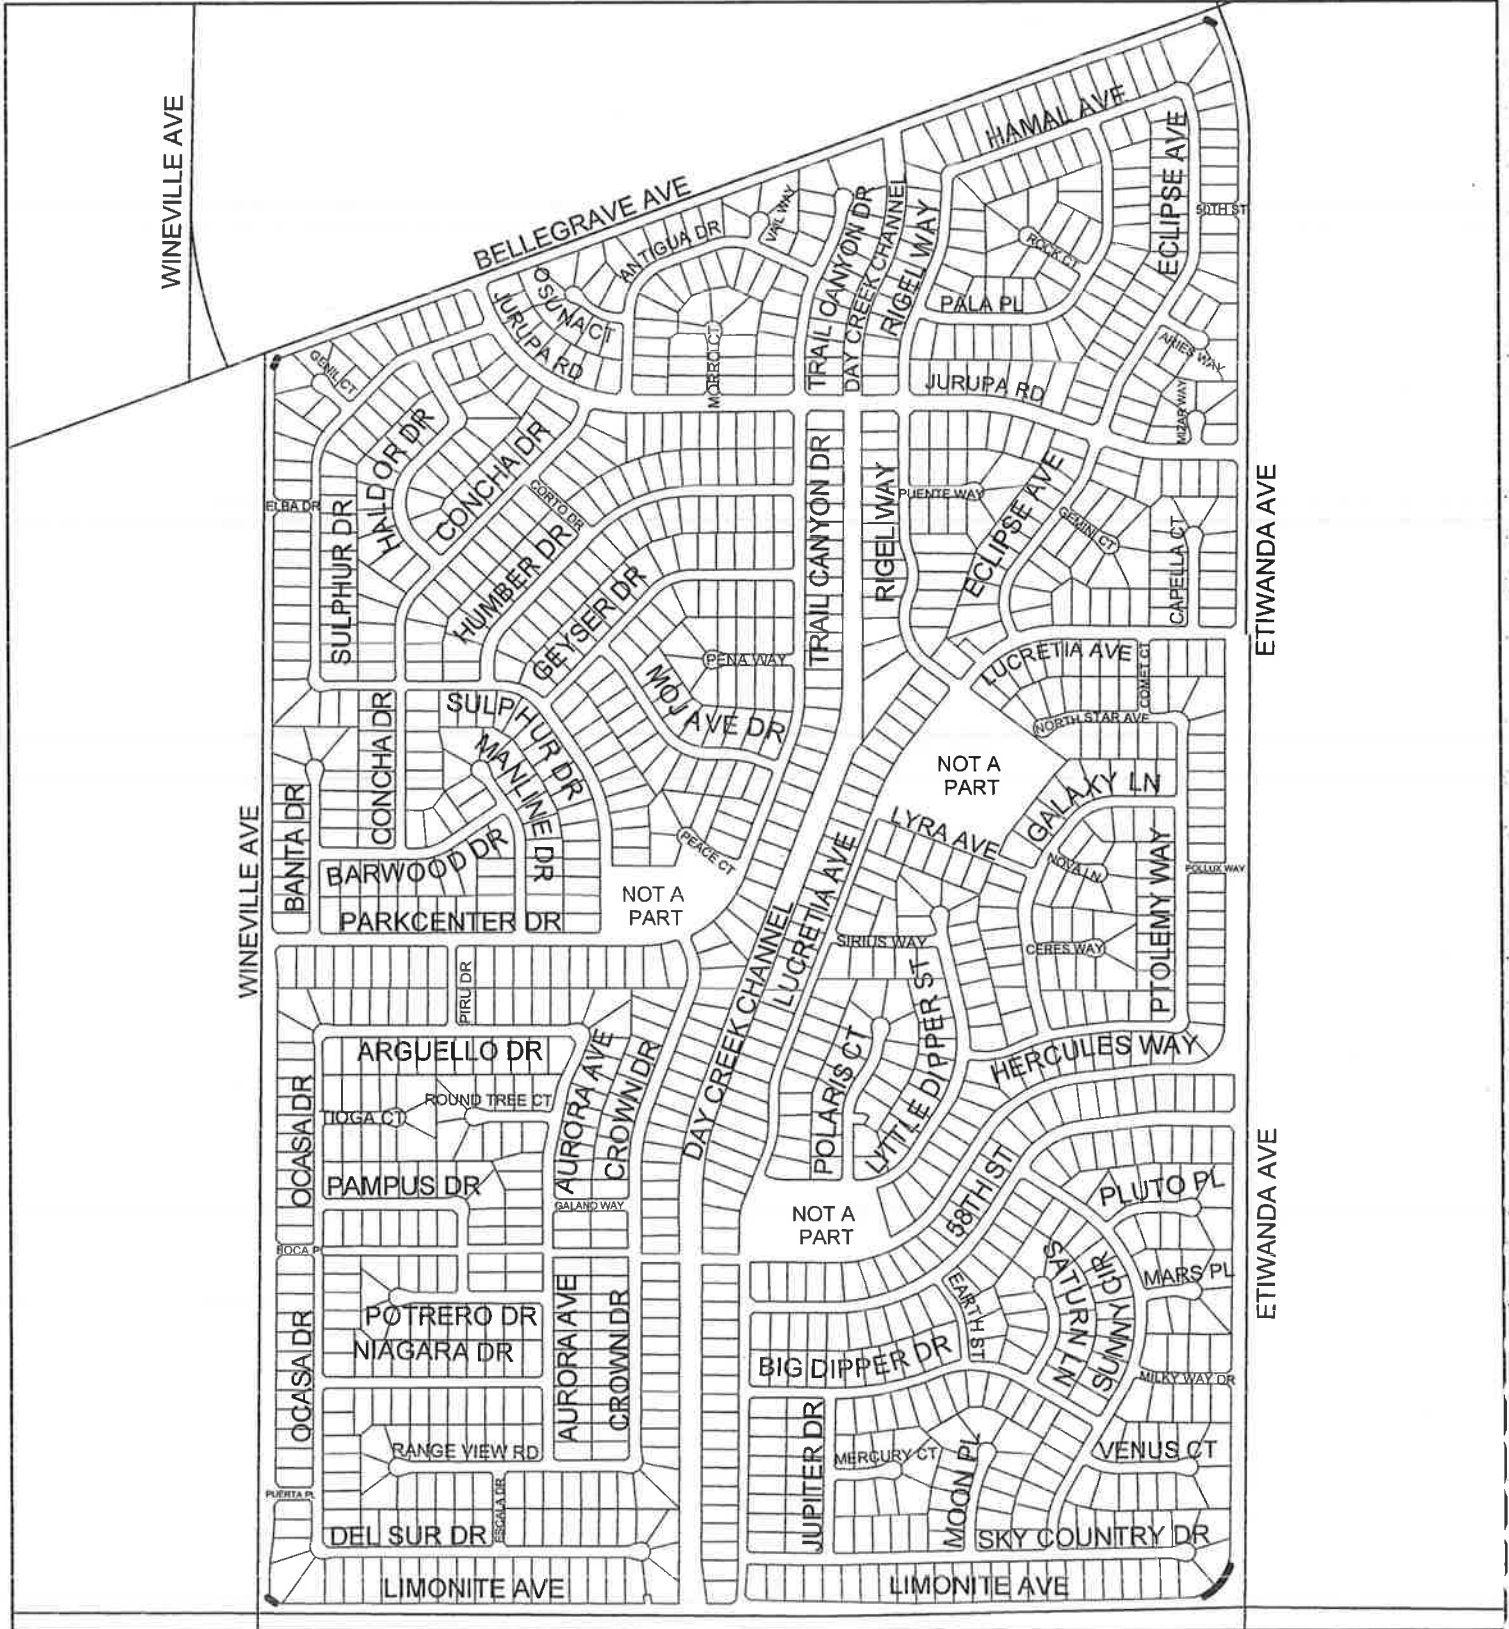 WINEVILLE AVE
BELLEGRAVE AVE
HAMAL AVE
ECLIPSE AVE
50TH ST
VAIL WAY
ANTIGUA DR
OSUNA CT
JURUPA RD
MORRO CT
TRAIL CANYON DR
DAY CREEK CHANNEL
RIGEL WAY
ROCK CT
PALA PL
ARIES WAY
MIZAR WAY
JURUPA RD
GENIL CT
HALDOR DR
CONCHA DR
CORTO DR
ELBA DR
SULPHUR DR
HUMBER DR
GEYSER DR
TRAIL CANYON DR
RIGEL WAY
PUENTE WAY
ECLIPSE AVE
GEMINI CT
CAPELLA CT
ETIWANDA AVE
PENA WAY
MOJAVE DR
LUCRETIA AVE
COMET CT
NORTH STAR AVE
SULPHUR DR
CONCHA DR
MANLINE DR
BANTA DR
BARWOOD DR
PARKCENTER DR
WINEVILLE AVE
PEACE CT
NOT A
PART
NOT A
PART
GALAXY LN
LYRA AVE
NOVA LN
PTOLEMY WAY
POLLUX WAY
LUCRETIA AVE
DAY CREEK CHANNEL
SIRIUS WAY
CERES WAY
LITTLE DIPPER ST
POLARIS CT
HERCULES WAY
PIRU DR
ARGUELLO DR
AURORA AVE
CROWN DR
ROUND TREE CT
TIOGA CT
OCASA DR
PAMPUS DR
GALANO WAY
BOCA PL
58TH ST
PLUTO PL
NOT A
PART
ETIWANDA AVE
MARS PL
SATURN LN
SUNNY CIR
EARTH ST
MILKY WAY DR
BIG DIPPER DR
POTRERO DR
NIAGARA DR
OCASA DR
AURORA AVE
CROWN DR
RANGE VIEW RD
JUPITER DR
MERCURY CT
MOON PL
VENUS CT
PUERTA PL
ESCALA DR
DEL SUR DR
SKY COUNTRY DR
LIMONITE AVE
LIMONITE AVE